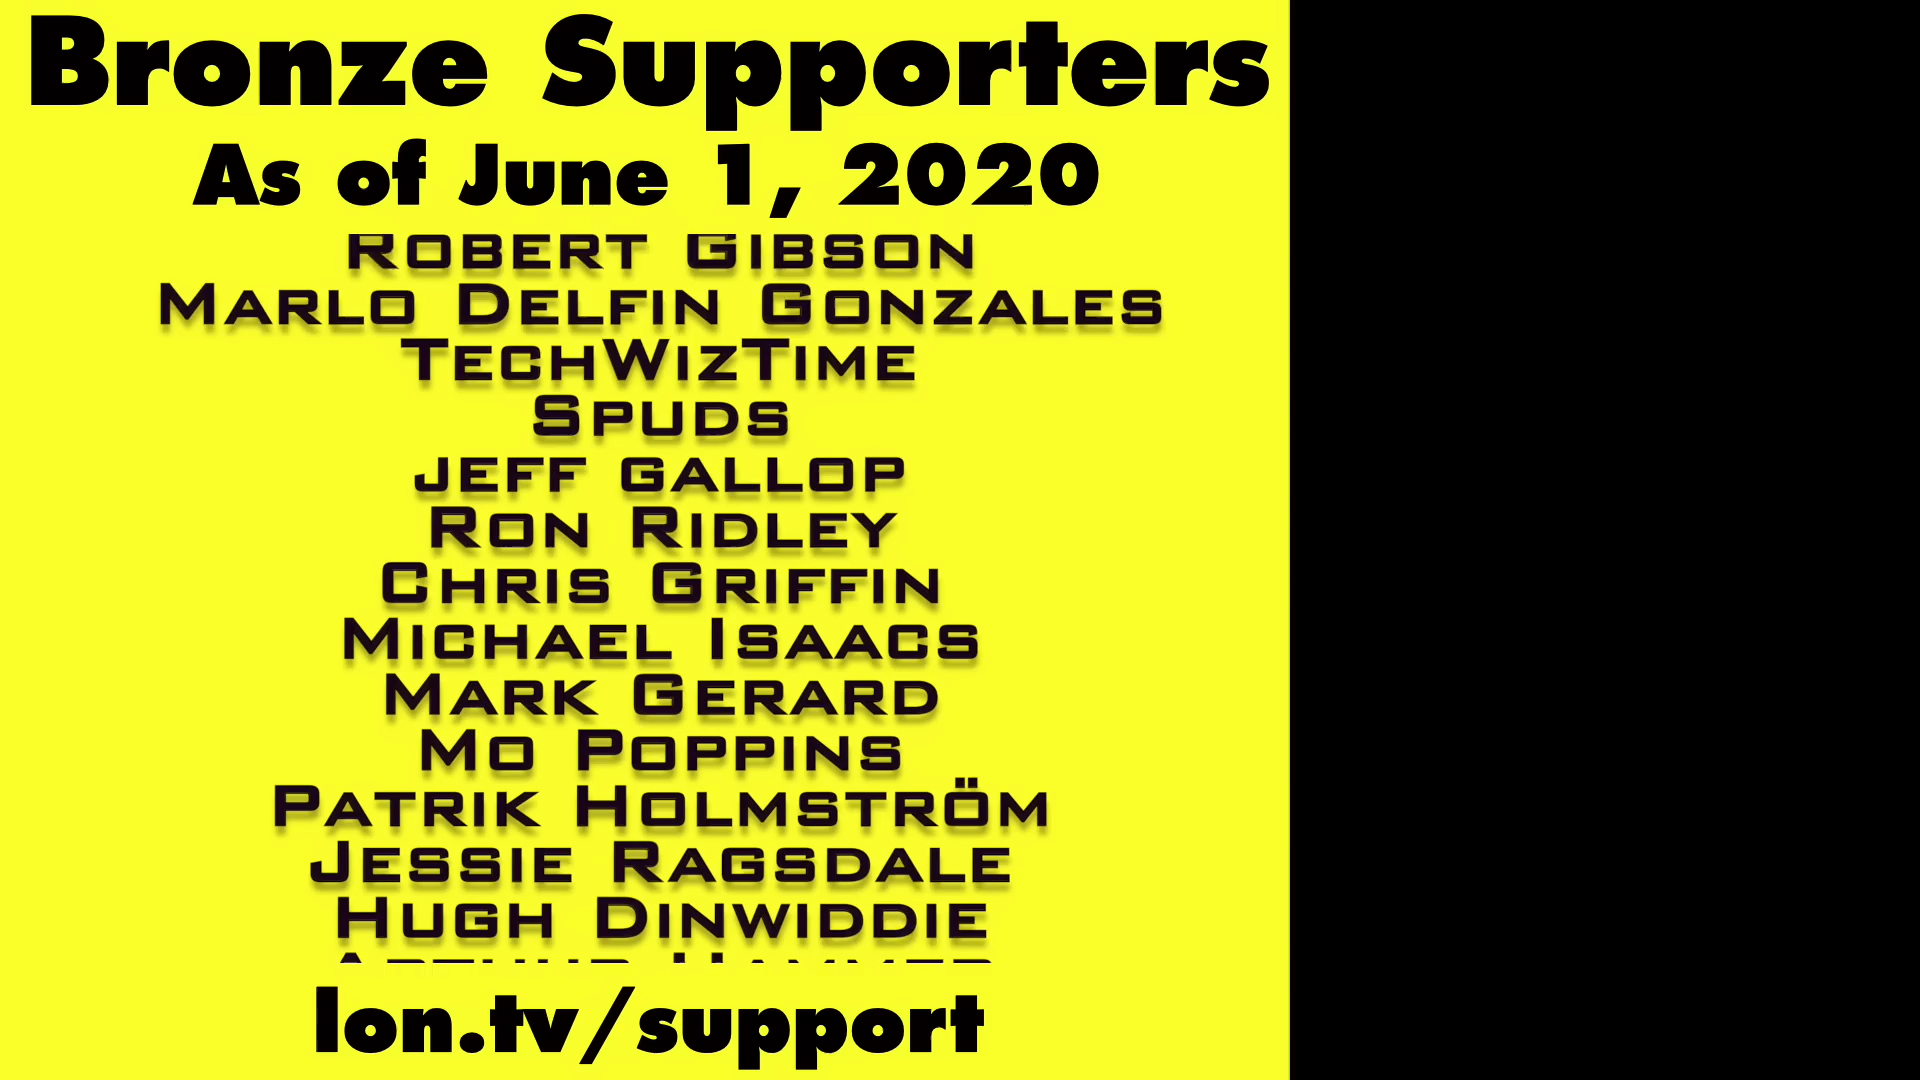 Bronze Supporters
As of June 1, 2020
Robert Gibson
Marlo Delfin Gonzales
TechWizTime
Spuds
jeff gallop
Ron Ridley
Chris Griffin
Michael Isaacs
Mark Gerard
Mo Poppins
Patrik Holmström
Jessie Ragsdale
Hugh Dinwiddie
lon.tv/support